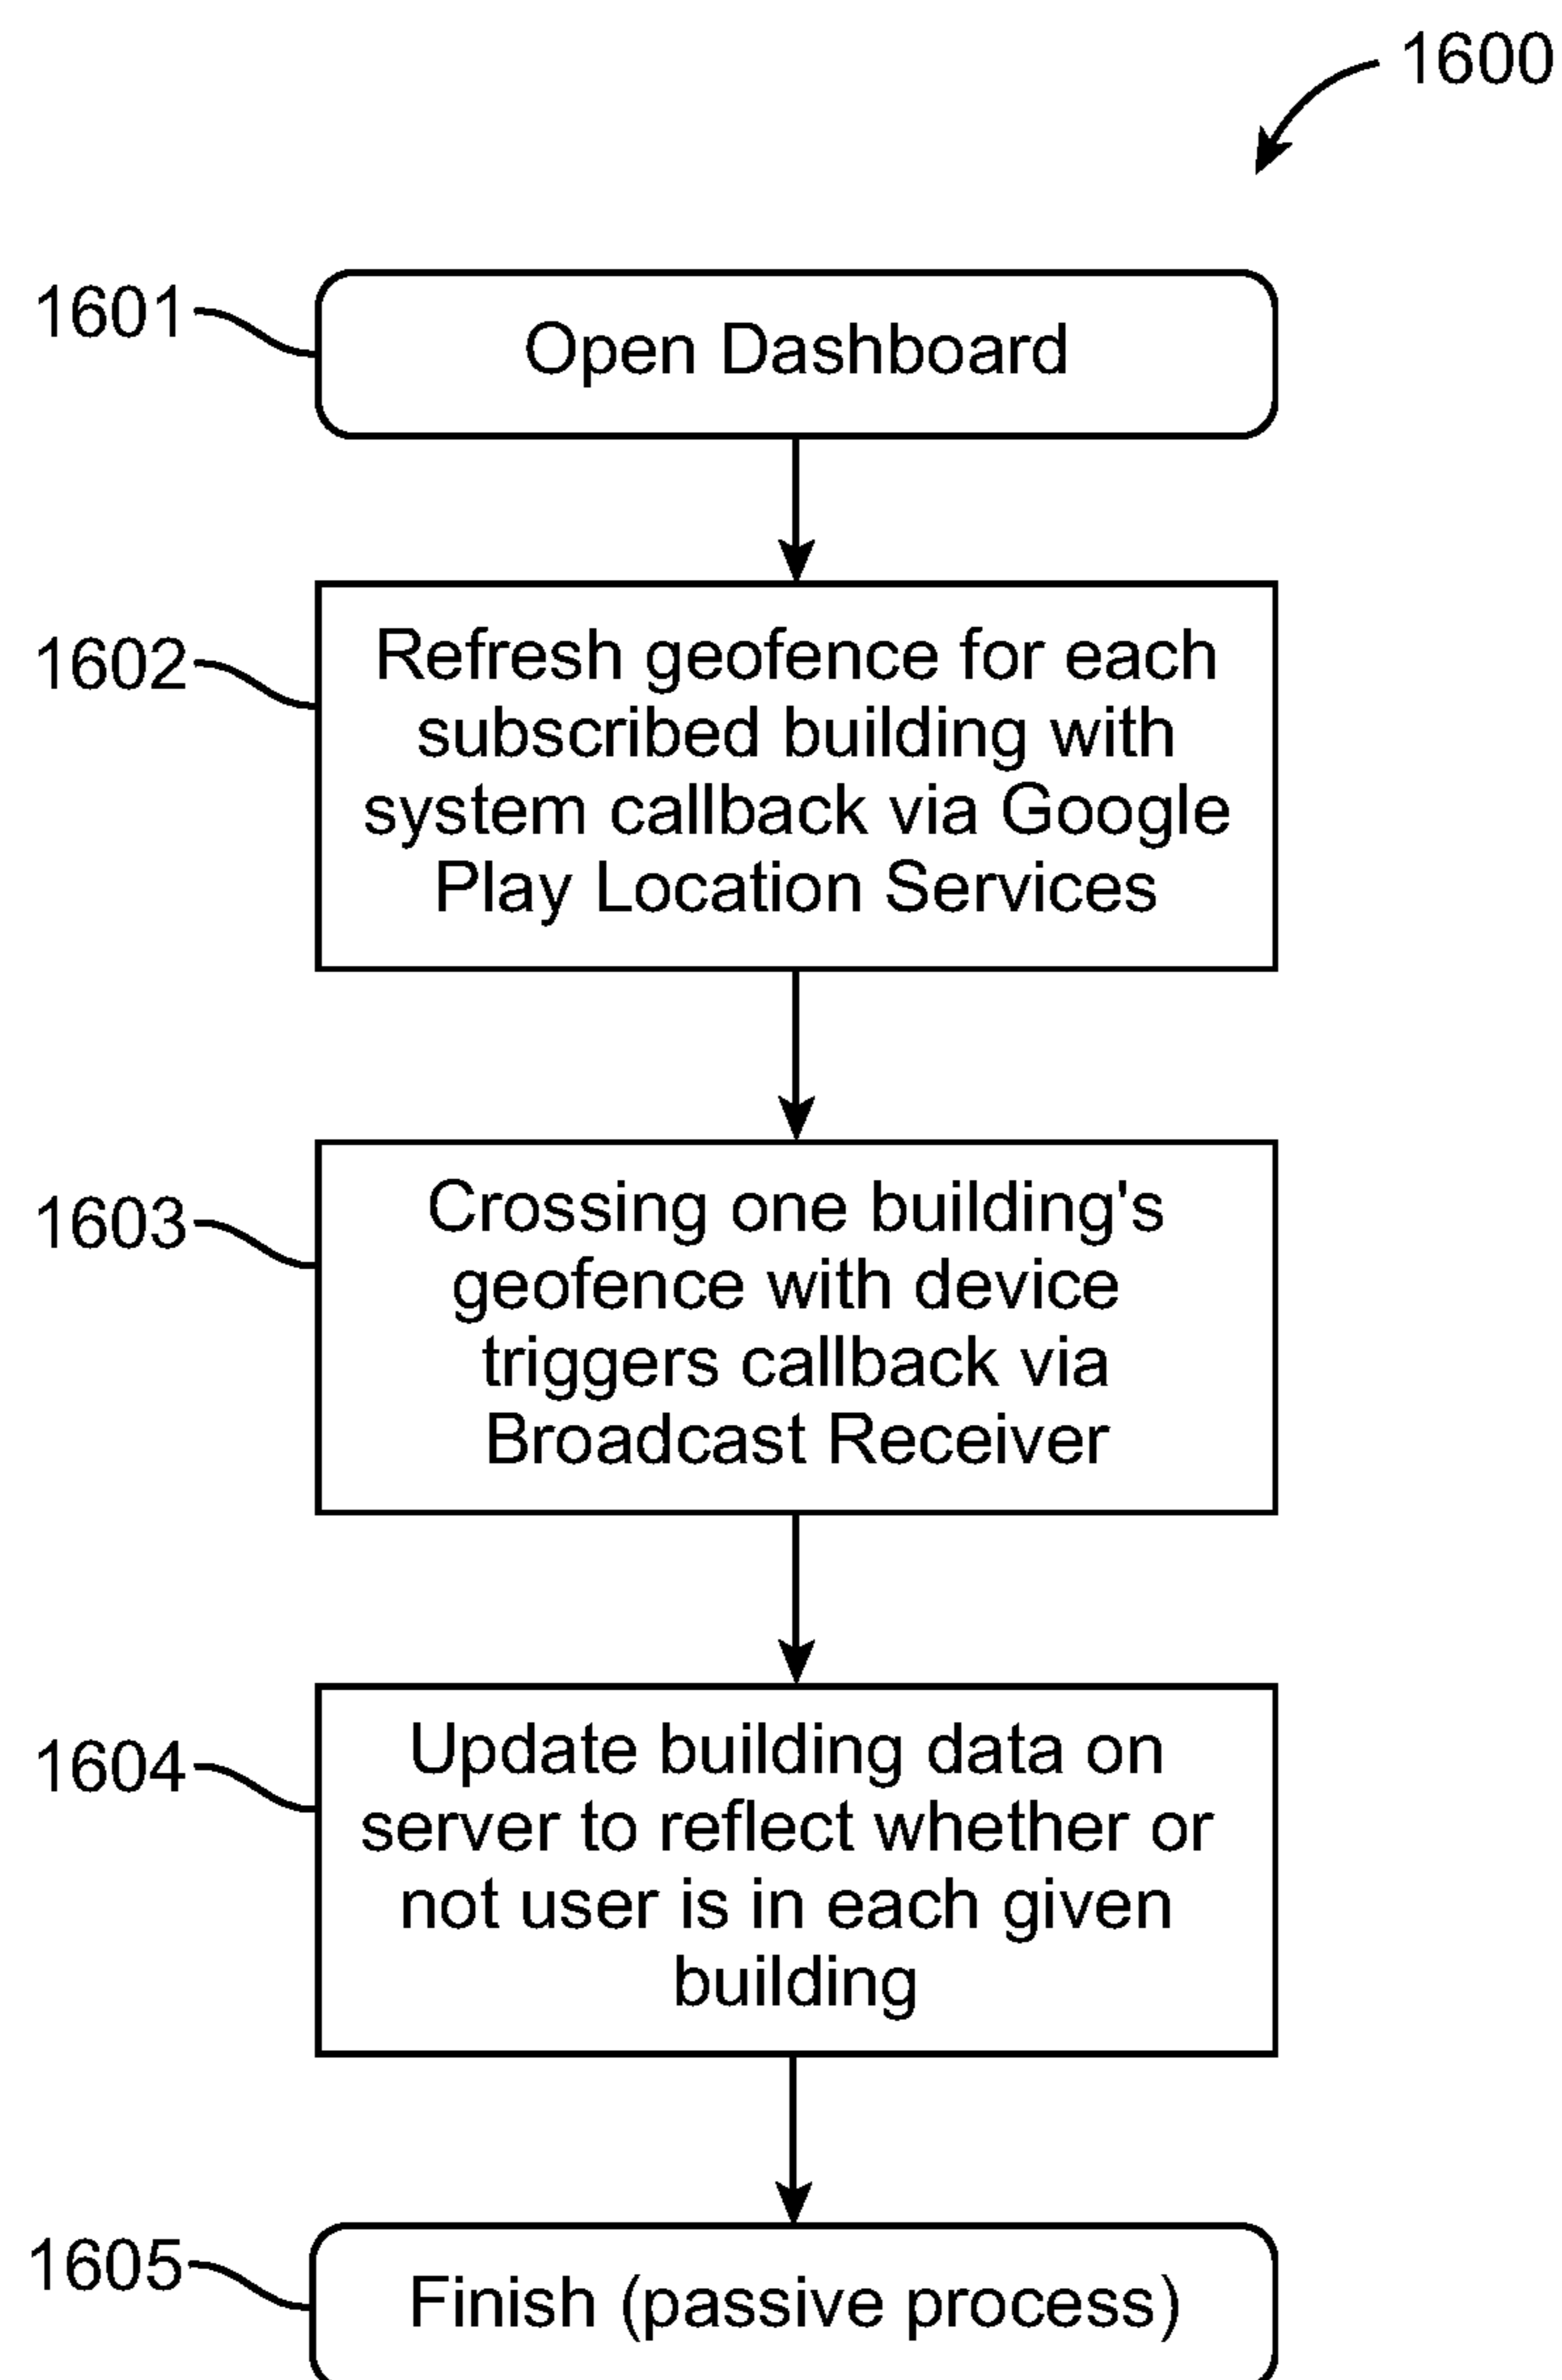 1600
1601
Open Dashboard
1602
Refresh geofence for each
subscribed building with
system callback via Google
Play Location Services
1603
Crossing one building's
geofence with device
triggers callback via
Broadcast Receiver
1604
Update building data on
server to reflect whether or
not user is in each given
building
1605
Finish (passive process)